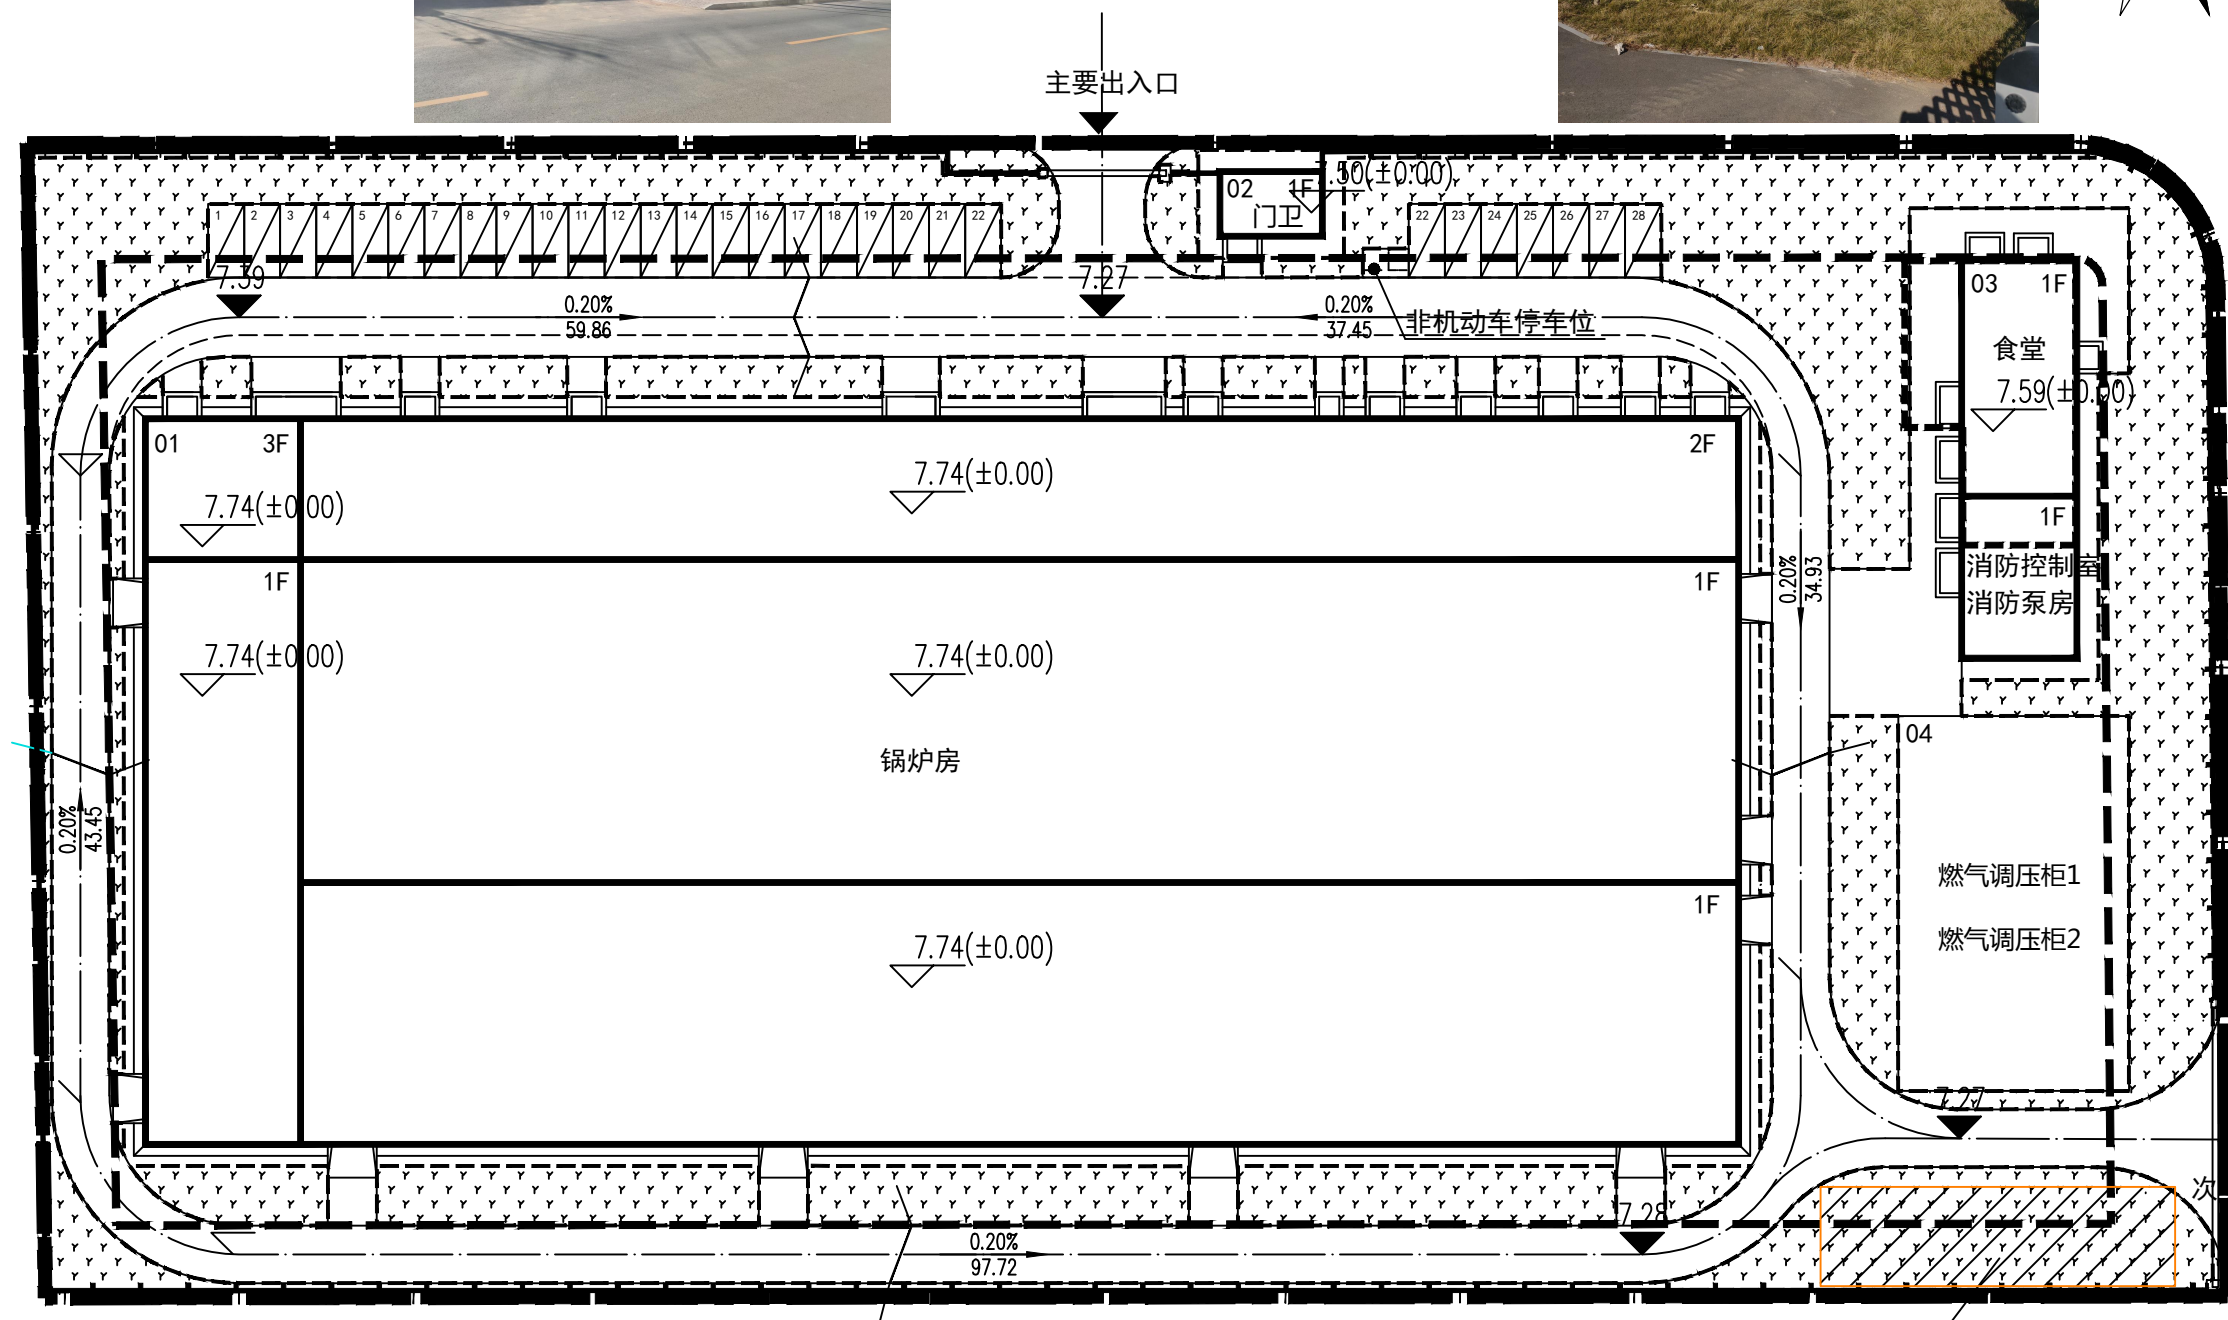 主要出入口
02 1F 7.50(±0.00)
门卫
1 2 3 4 5 6 7 8 9 10 11 12 13 14 15 16 17 18 19 20 21 22
22 23 24 25 26 27 28
7.39
7.27
0.20%
59.86
0.20%
37.45
非机动车停车位
03 1F
食堂
7.59(±0.00)
01 3F
2F
7.74(±0.00)
7.74(±0.00)
1F
消防控制室
消防泵房
0.20%
34.93
1F
1F
7.74(±0.00)
7.74(±0.00)
04
锅炉房
0.20%
43.45
燃气调压柜1
燃气调压柜2
1F
7.74(±0.00)
7.27
次
7.28
0.20%
97.72